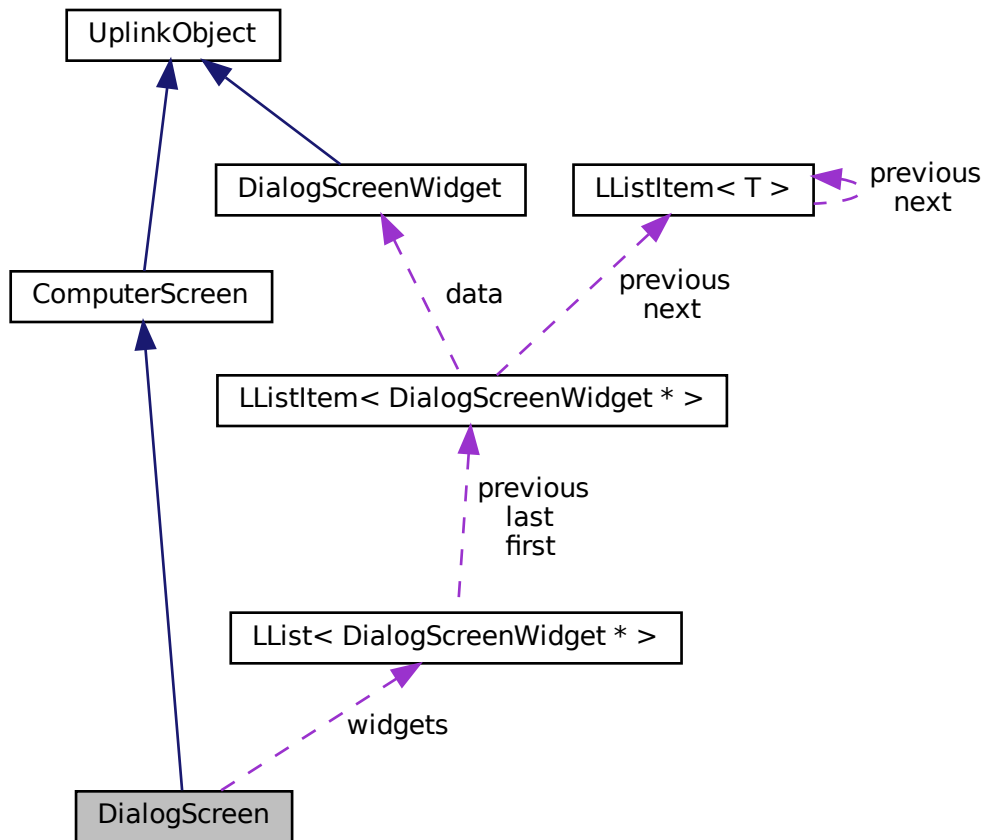 UplinkObject
DialogScreenWidget
LListItem< T >
previous
next
ComputerScreen
data
previous
next
LListItem< DialogScreenWidget * >
previous
last
first
LList< DialogScreenWidget * >
widgets
DialogScreen